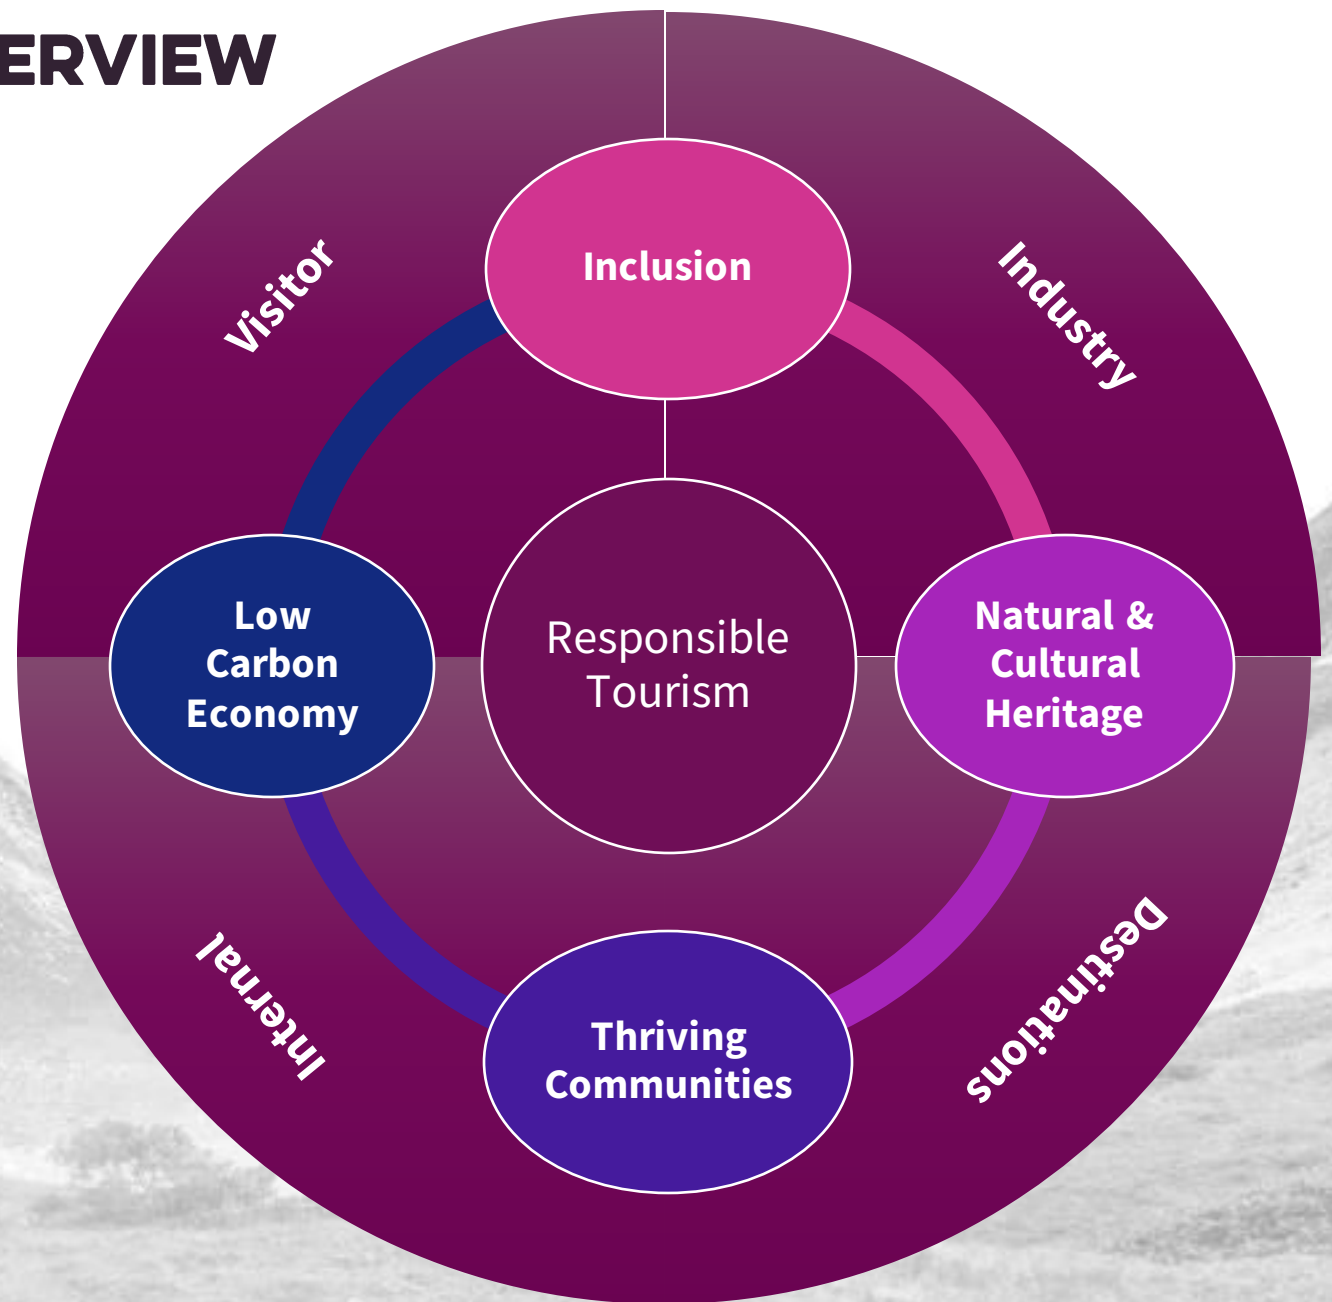 ERVIEW
Visitor
Inclusion
Industry
Low
Carbon
Economy
Responsible
Tourism
Natural &
Cultural
Heritage
Internal
Thriving
Communities
Destinations